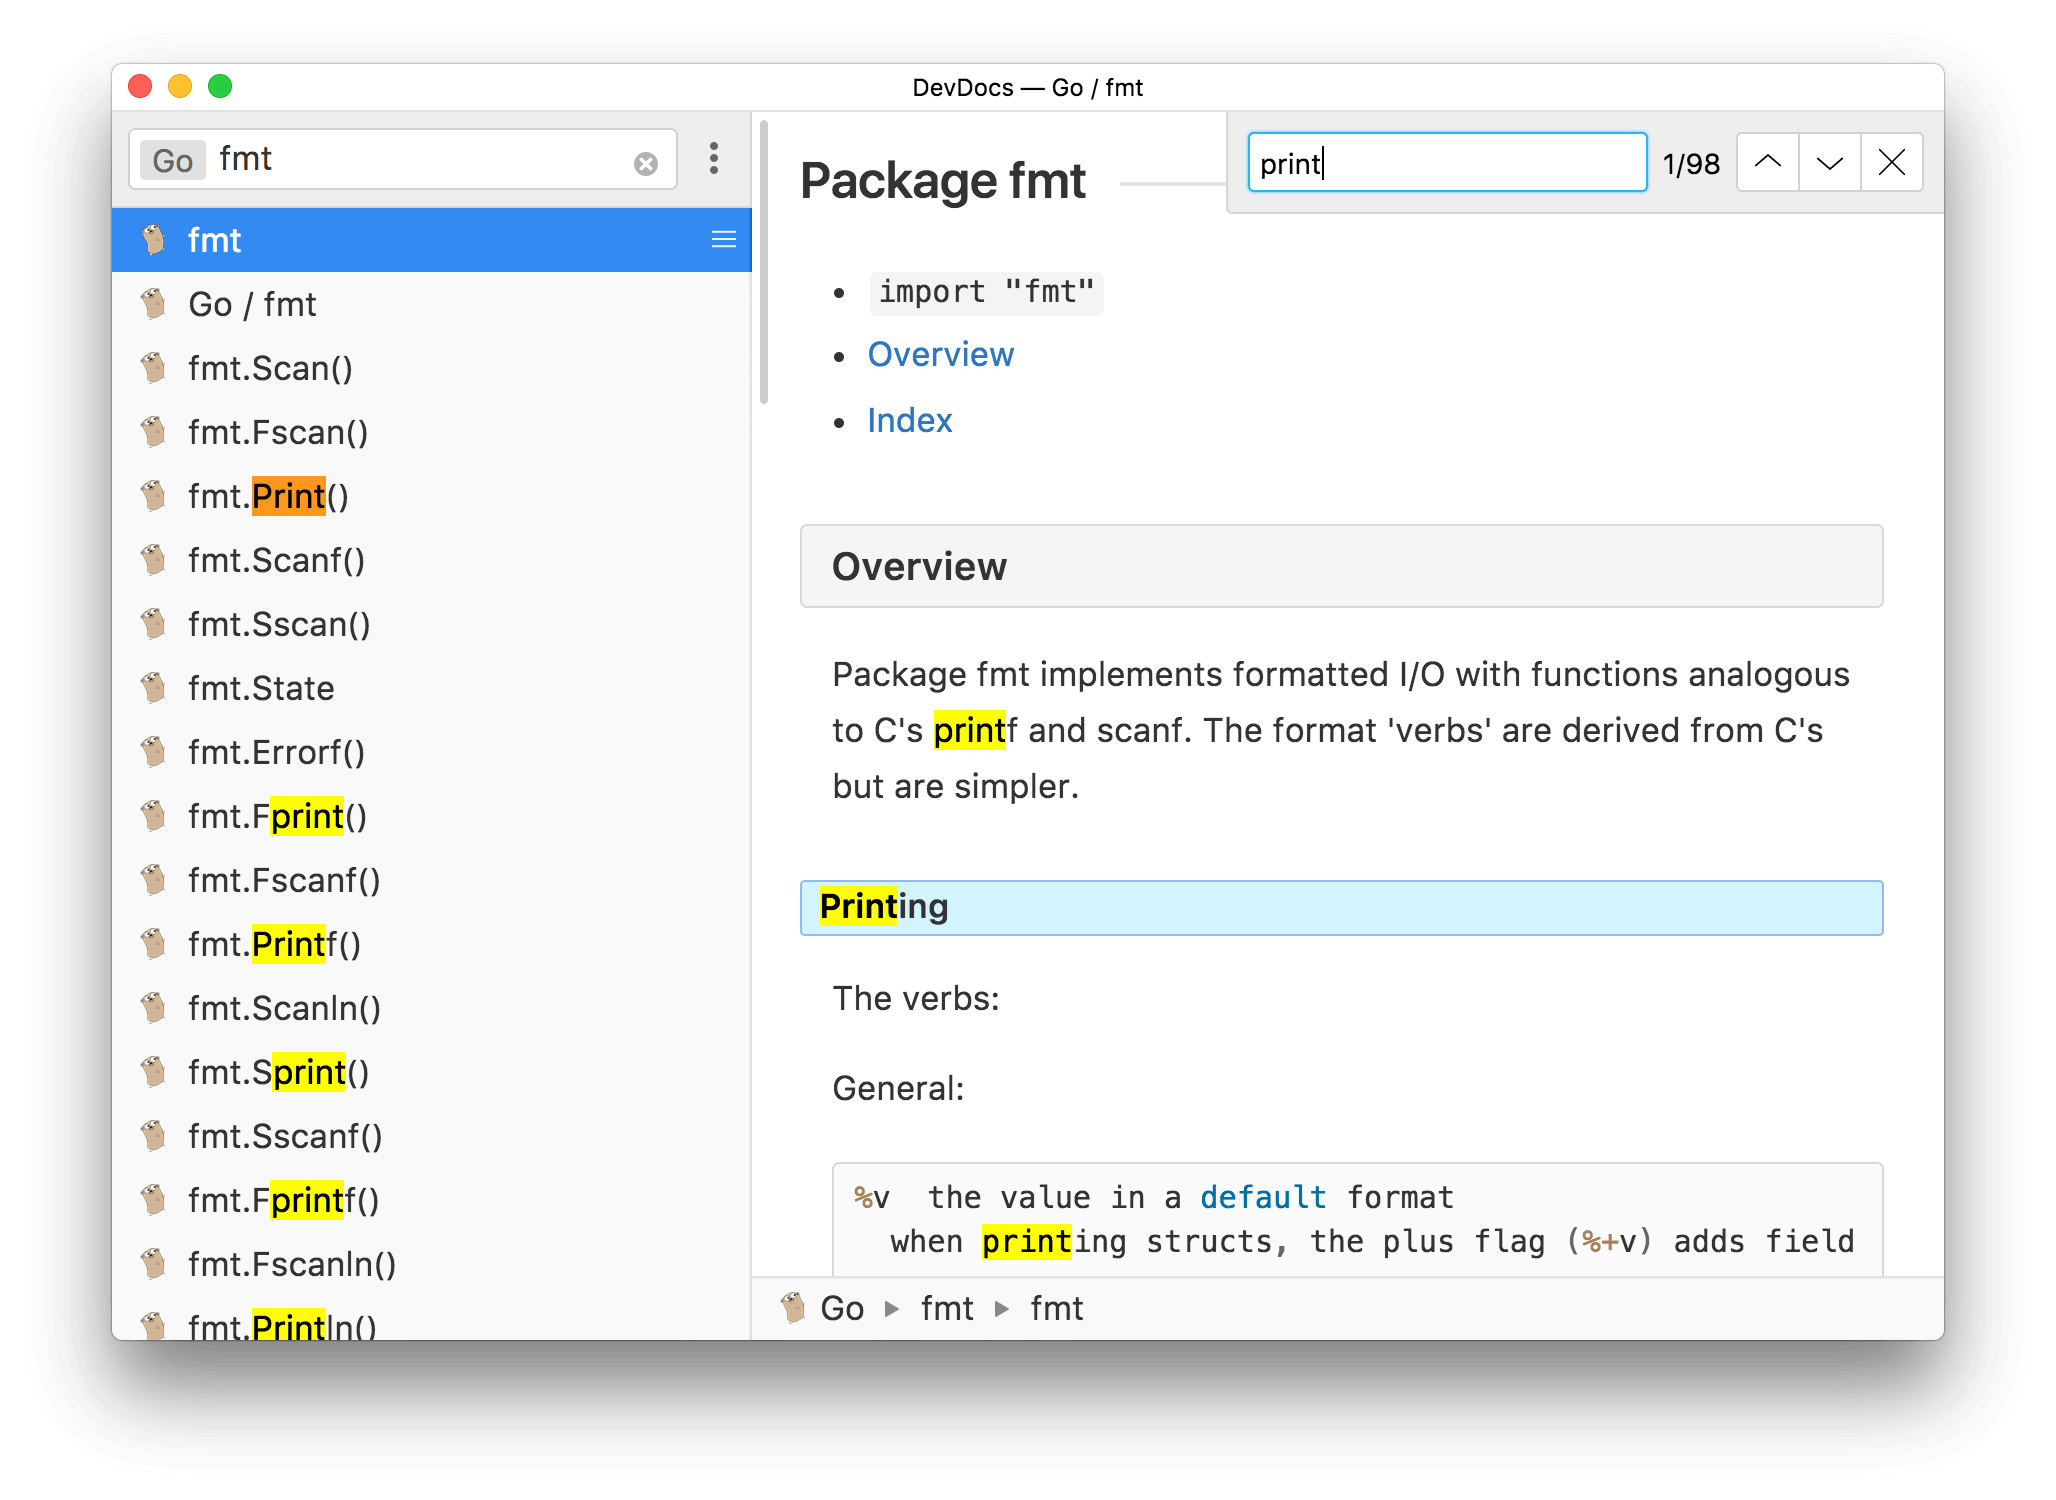 DevDocs — Go / fmt
Go fmt
fmt
Go / fmt
fmt.Scan()
fmt.Fscan()
fmt.Print()
fmt.Scanf()
fmt.Sscan()
fmt.State
fmt.Errorf()
fmt.Fprint()
fmt.Fscanf()
fmt.Printf()
fmt.Scanln()
fmt.Sprint()
fmt.Sscanf()
fmt.Fprintf()
fmt.Fscanln()
fmt.Println()
print 1/98
Package fmt
import "fmt"
Overview
Index
Overview
Package fmt implements formatted I/O with functions analogous
to C's printf and scanf. The format 'verbs' are derived from C's
but are simpler.
Printing
The verbs:
General:
%v  the value in a default format
when printing structs, the plus flag (%+v) adds field
Go ▸ fmt ▸ fmt